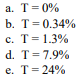 a. T = 0%
b. T = 0.34%
c. T = 1.3%
d. T = 7.9%
e. T = 24%